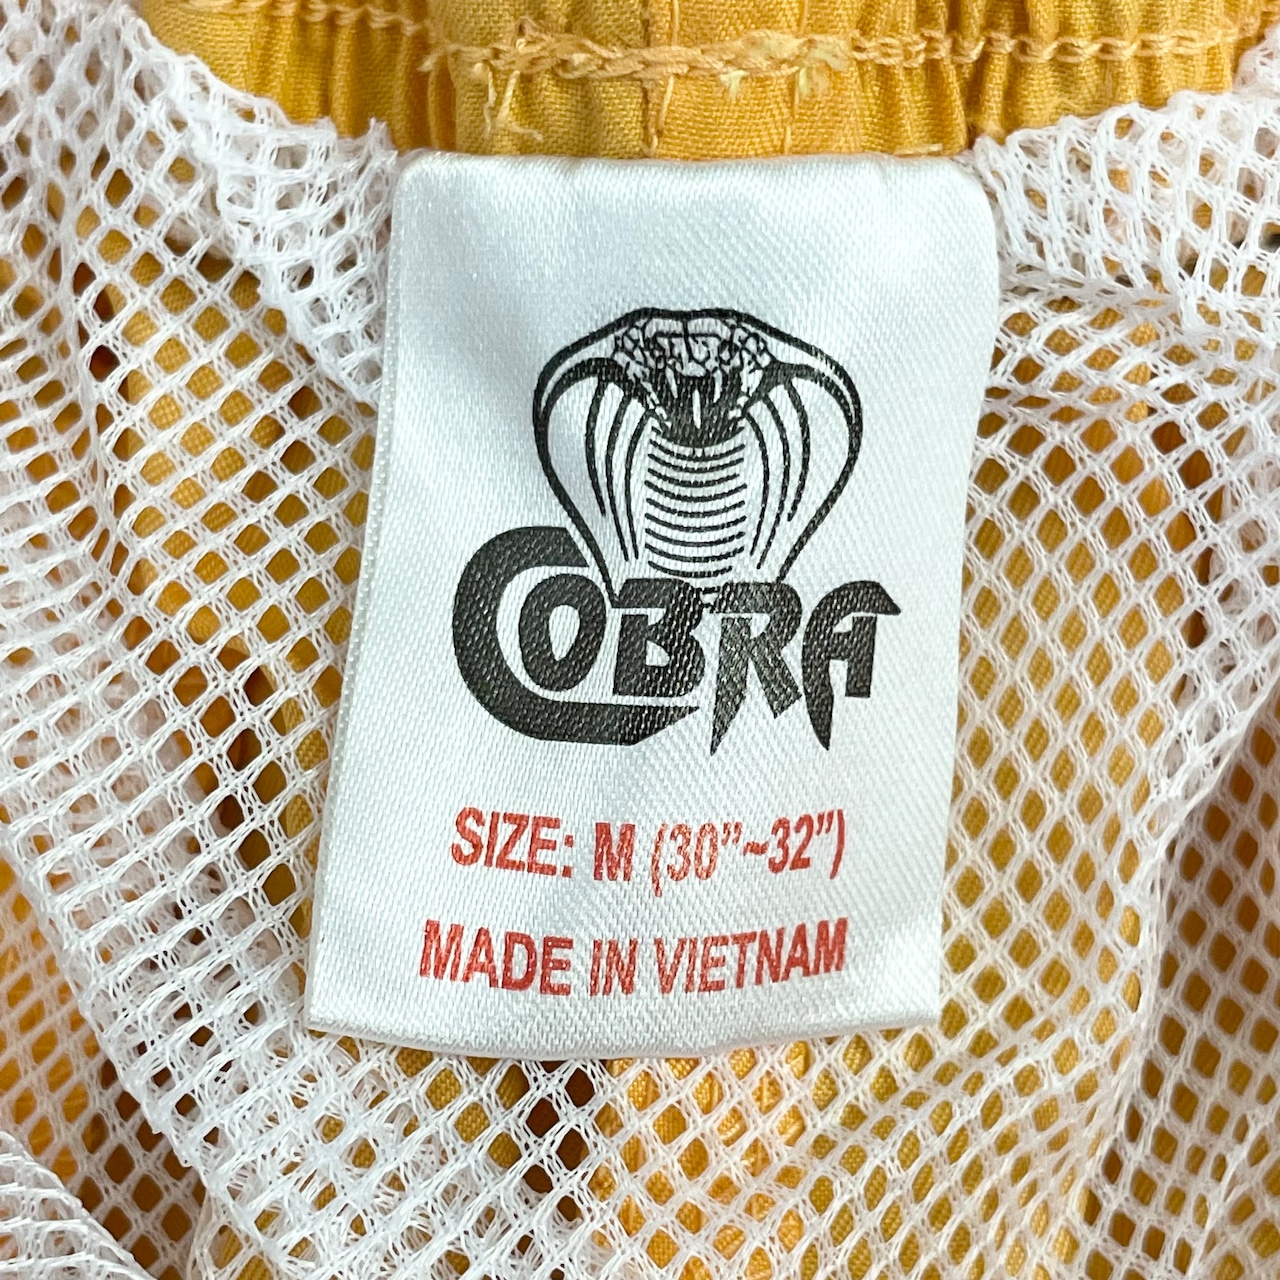 COBRA
SIZE: M (30”~32”)
MADE IN VIETNAM